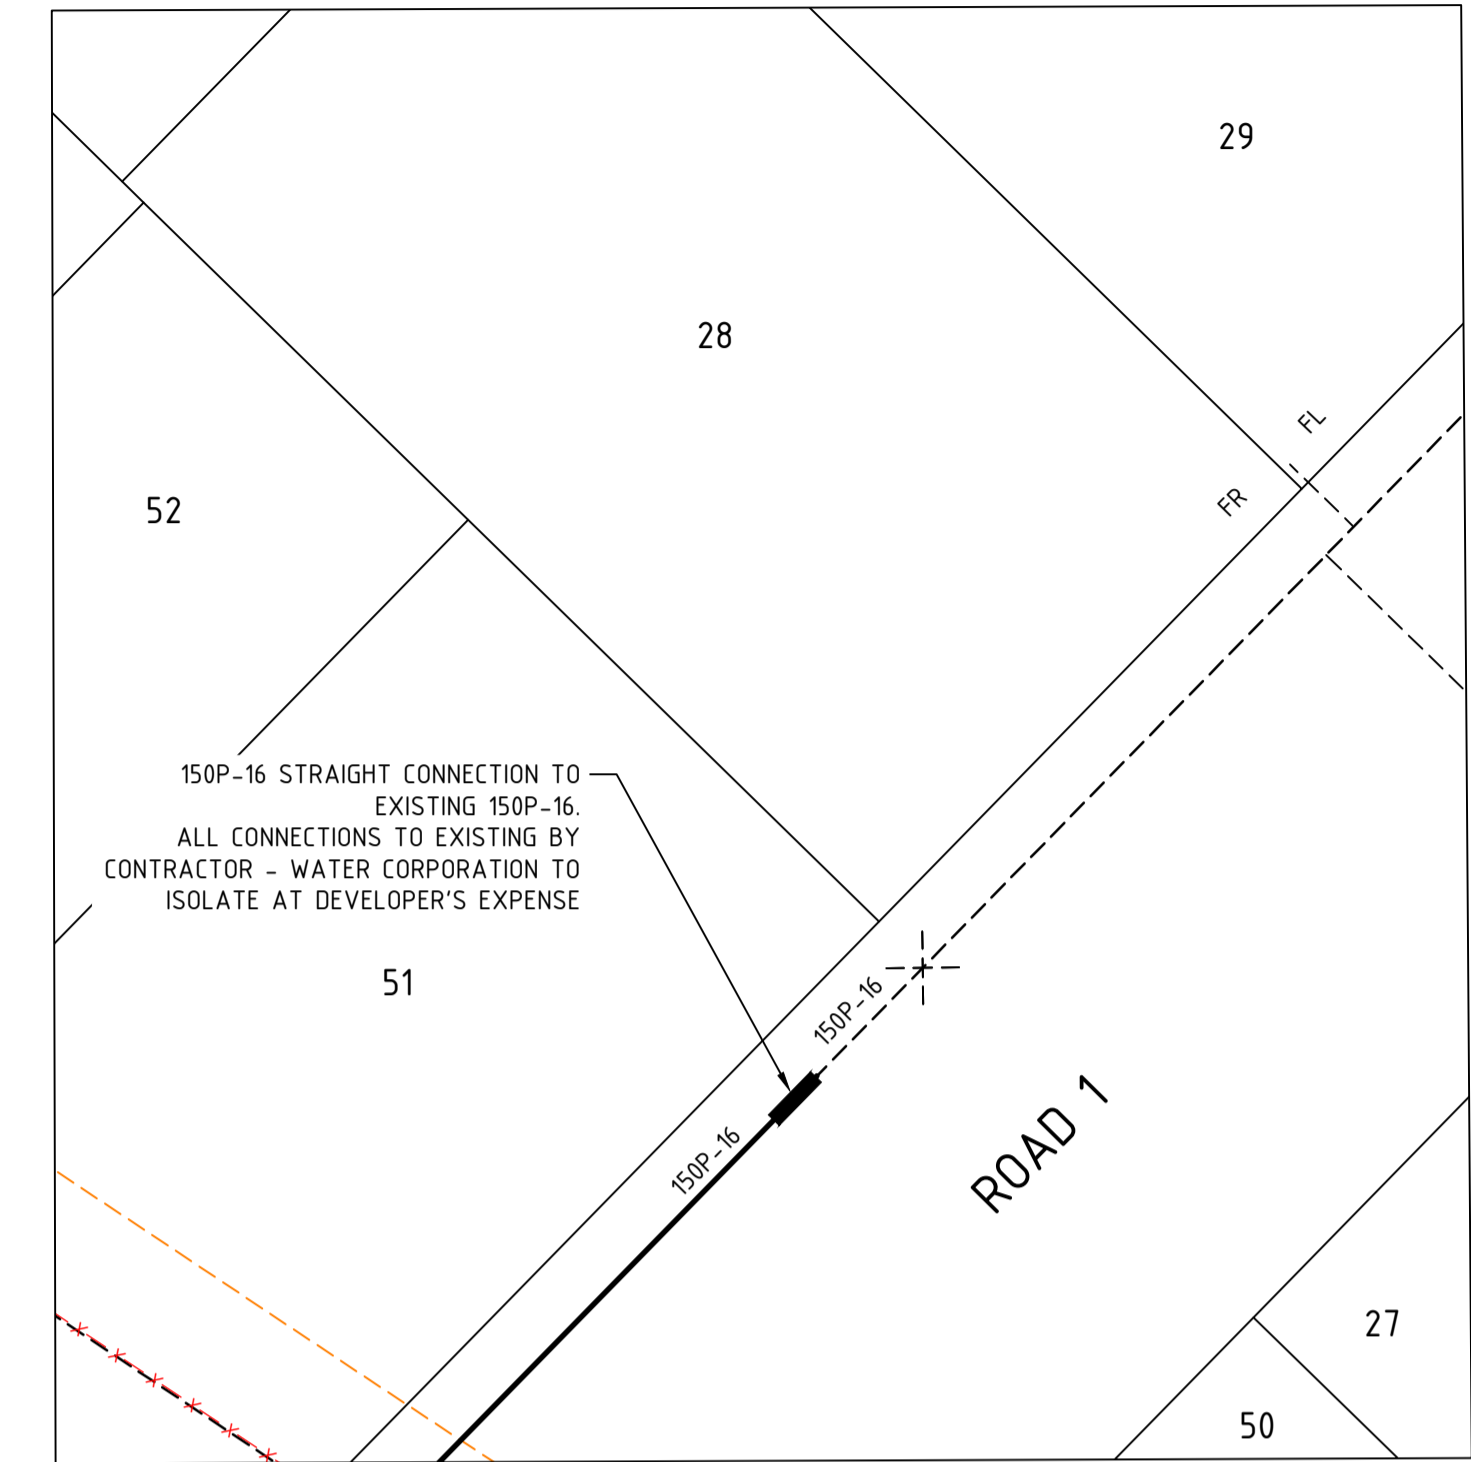 29
28
FL
FR
52
150P-16 STRAIGHT CONNECTION TO
EXISTING 150P-16.
ALL CONNECTIONS TO EXISTING BY
CONTRACTOR - WATER CORPORATION TO
ISOLATE AT DEVELOPER'S EXPENSE
51
150P-16
150P-16
ROAD 1
27
50